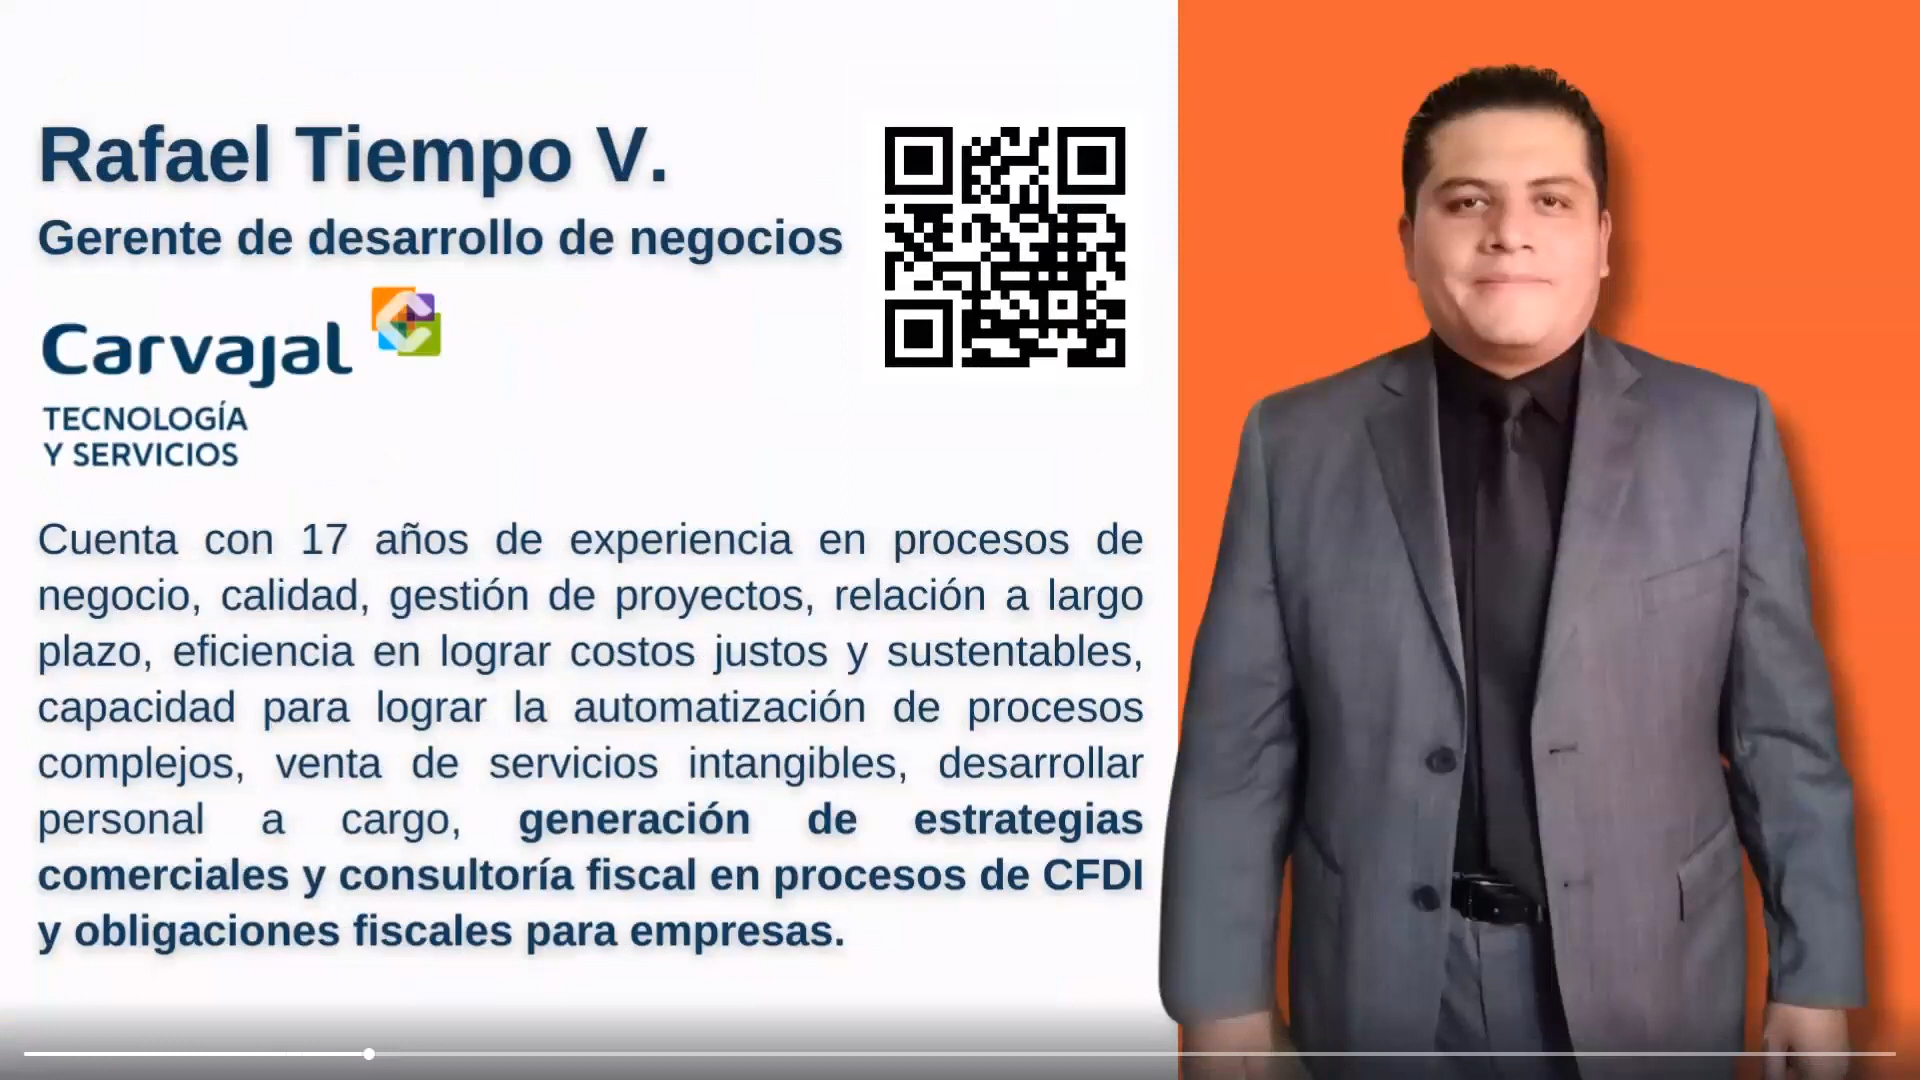 Rafael Tiempo V.
Gerente de desarrollo de negocios
Carvajal
TECNOLOGÍA
Y SERVICIOS
Cuenta con 17 años de experiencia en procesos de
negocio, calidad, gestión de proyectos, relación a largo
plazo, eficiencia en lograr costos justos y sustentables,
capacidad para lograr la automatización de procesos
complejos, venta de servicios intangibles, desarrollar
personal a cargo, generación de estrategias
comerciales y consultoría fiscal en procesos de CFDI
y obligaciones fiscales para empresas.